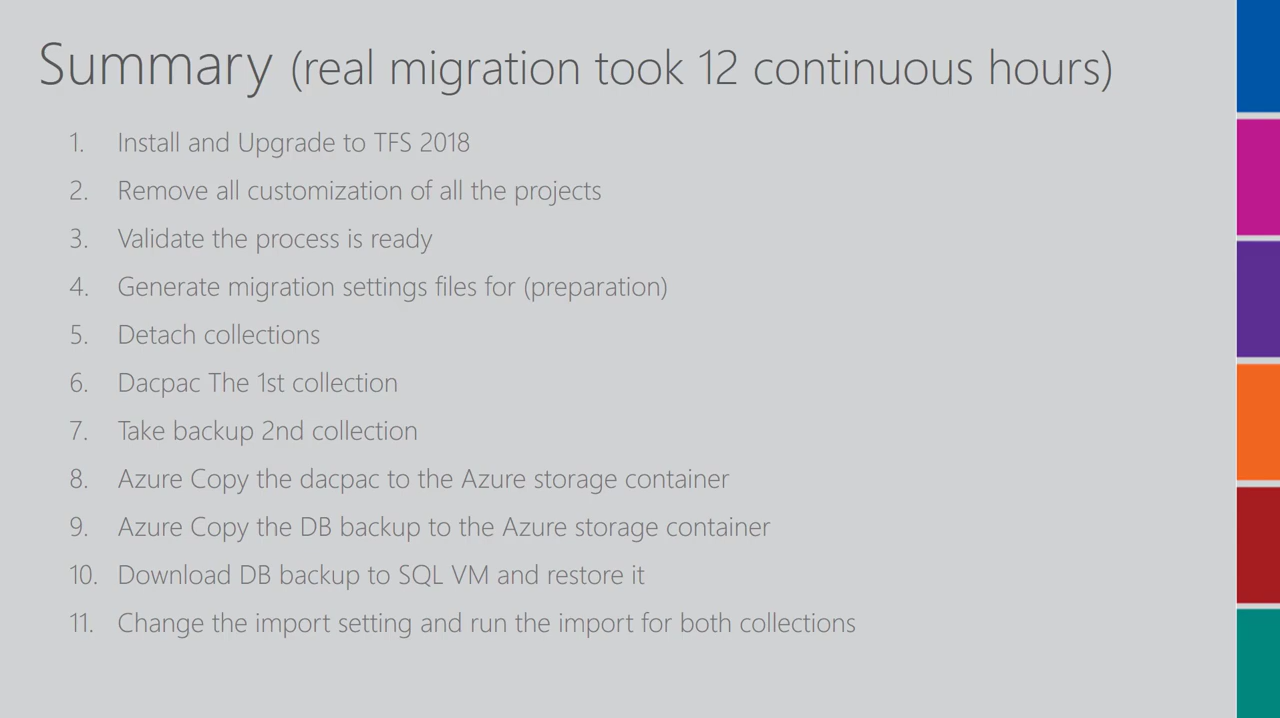 Summary (real migration took 12 continuous hours)
1. Install and Upgrade to TFS 2018
2. Remove all customization of all the projects
3. Validate the process is ready
4. Generate migration settings files for (preparation)
5. Detach collections
6. Dacpac The 1st collection
7. Take backup 2nd collection
8. Azure Copy the dacpac to the Azure storage container
9. Azure Copy the DB backup to the Azure storage container
10. Download DB backup to SQL VM and restore it
11. Change the import setting and run the import for both collections